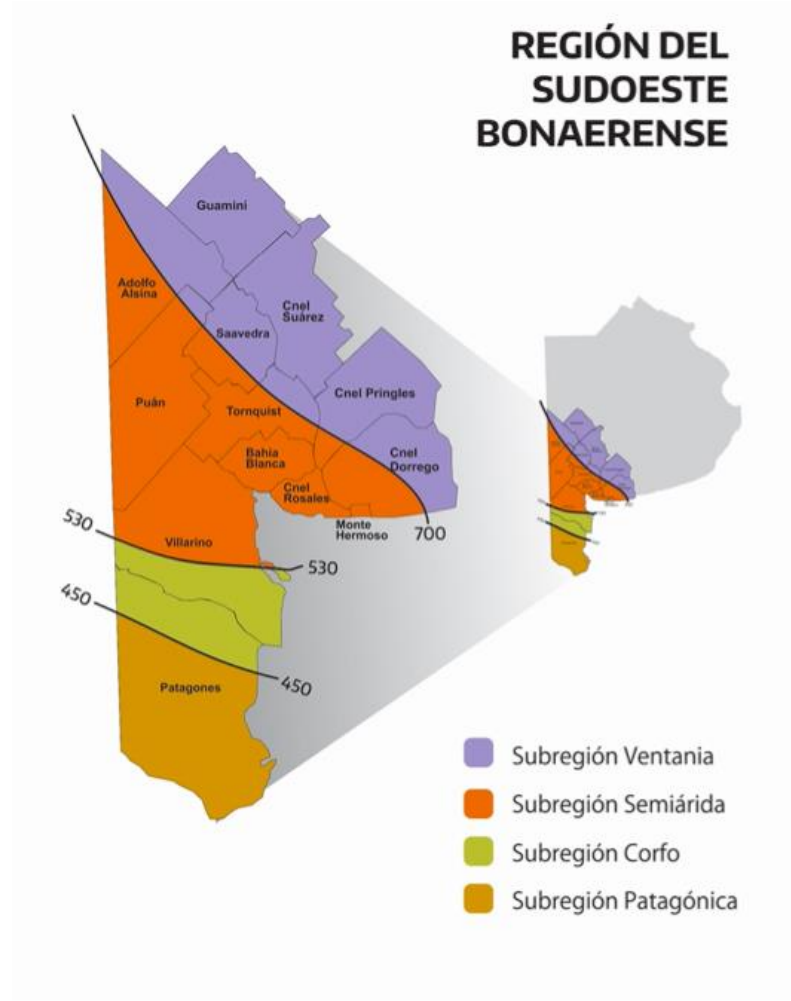 REGIÓN DEL
SUDOESTE
BONAERENSE
Guamini
Adolfo
Alsina
Cnel
Suárez
Saavedra
Cnel Pringles
Puán
Tornquist
Bahía
Blanca
Cnel
Dorrego
Cnel
Rosales
530
Monte
Hermoso
700
Villarino
530
450
450
Patagones
Subregión Ventania
Subregión Semiárida
Subregión Corfo
Subregión Patagónica